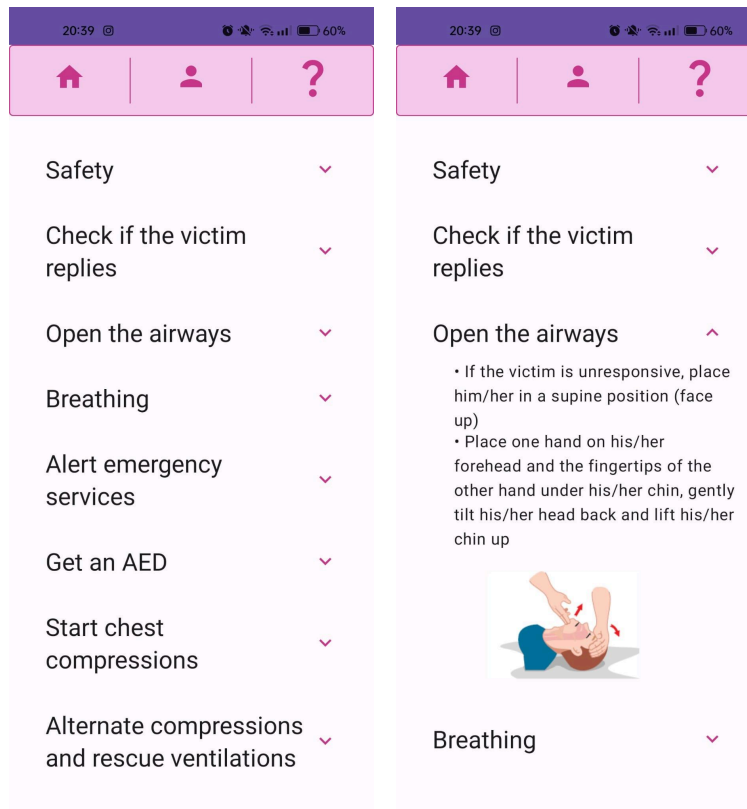 20:39
60%
?
Safety
Check if the victim
replies
Open the airways
Breathing
Alert emergency
services
Get an AED
Start chest
compressions
Alternate compressions
and rescue ventilations
20:39
60%
?
Safety
Check if the victim
replies
Open the airways
• If the victim is unresponsive, place
him/her in a supine position (face
up)
• Place one hand on his/her
forehead and the fingertips of the
other hand under his/her chin, gently
tilt his/her head back and lift his/her
chin up
Breathing